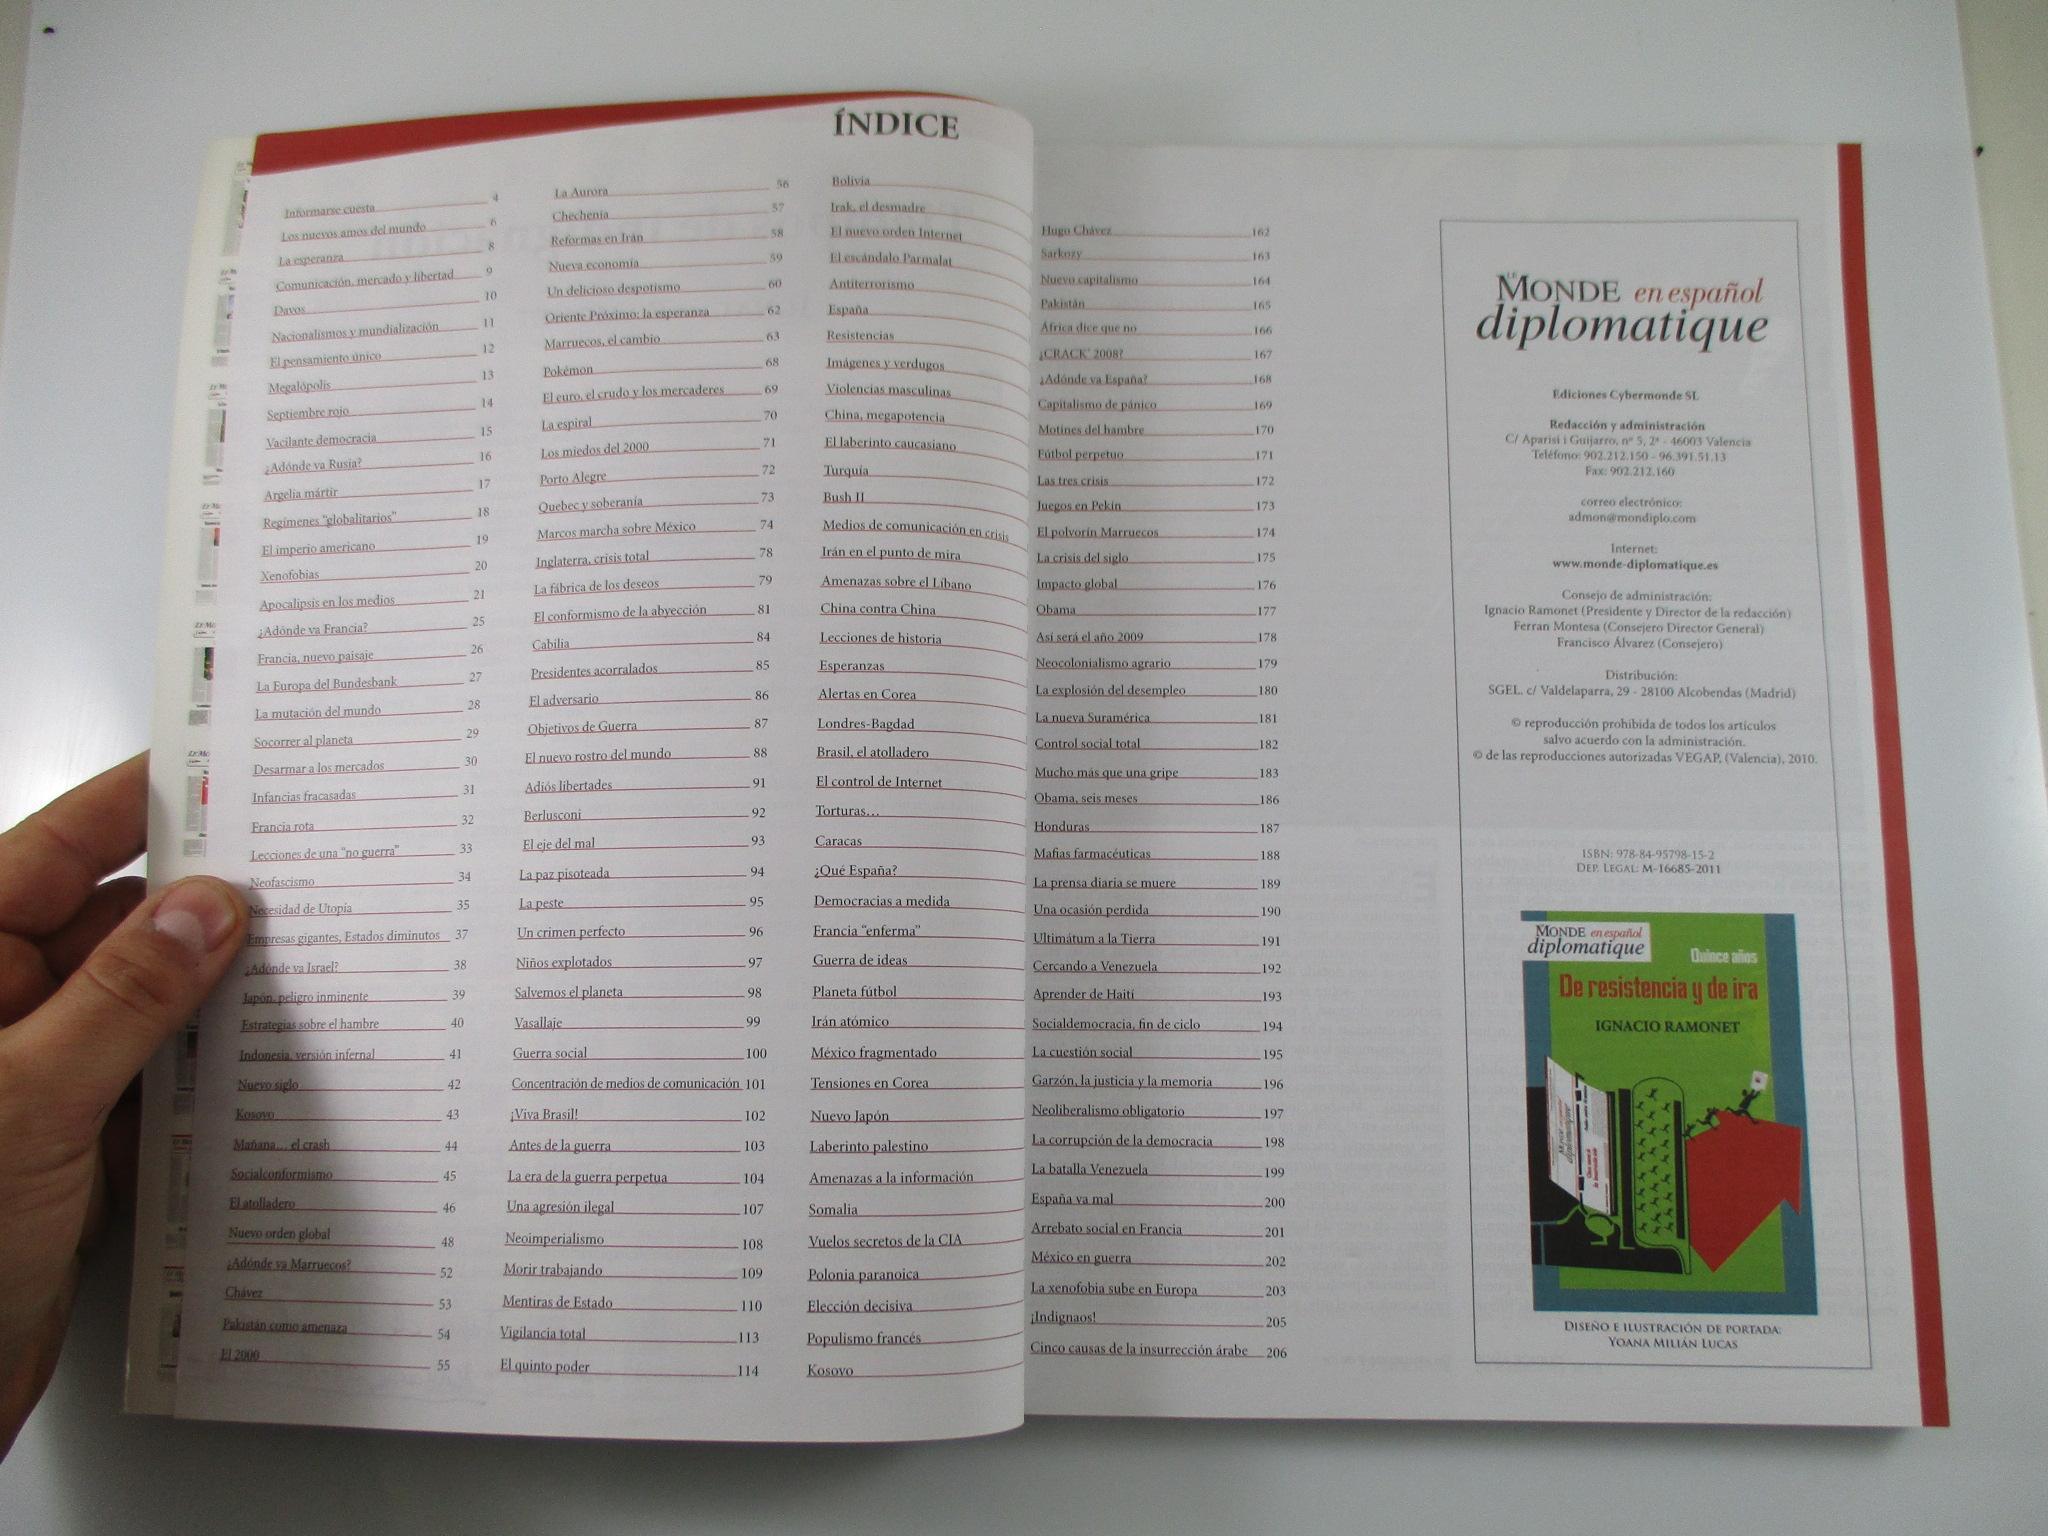 ÍNDICE
Informarse cuesta 4
Los nuevos amos del mundo 6
La esperanza 8
Comunicación, mercado y libertad 9
Davos 10
Nacionalismos y mundialización 11
El pensamiento único 12
Megalópolis 13
Septiembre rojo 14
Vacilante democracia 15
¿Adónde va Rusia? 16
Argelia mártir 17
Regímenes "globalitarios" 18
El imperio americano 19
Xenofobias 20
Apocalipsis en los medios 21
¿Adónde va Francia? 25
Francia, nuevo paisaje 26
La Europa del Bundesbank 27
La mutación del mundo 28
Socorrer al planeta 29
Desarmar a los mercados 30
Infancias fracasadas 31
Francia rota 32
Lecciones de una "no guerra" 33
Neofascismo 34
Necesidad de Utopía 35
Empresas gigantes, Estados diminutos 37
¿Adónde va Israel? 38
Japón, peligro inminente 39
Estrategias sobre el hambre 40
Indonesia, versión infernal 41
Nuevo siglo 42
Kosovo 43
Mañana... el crash 44
Socialconformismo 45
El atolladero 46
Nuevo orden global 48
¿Adónde va Marruecos? 52
Chávez 53
Pakistán como amenaza 54
El 2000 55
La Aurora 56
Chechenia 57
Reformas en Irán 58
Nueva economía 59
Un delicioso despotismo 60
Oriente Próximo: la esperanza 62
Marruecos, el cambio 63
Pokémon 68
El euro, el crudo y los mercaderes 69
La espiral 70
Los miedos del 2000 71
Porto Alegre 72
Quebec y soberanía 73
Marcos marcha sobre México 74
Inglaterra, crisis total 78
La fábrica de los deseos 79
El conformismo de la abyección 81
Cabilia 84
Presidentes acorralados 85
El adversario 86
Objetivos de Guerra 87
El nuevo rostro del mundo 88
Adiós libertades 91
Berlusconi 92
El eje del mal 93
La paz pisoteada 94
La peste 95
Un crimen perfecto 96
Niños explotados 97
Salvemos el planeta 98
Vasallaje 99
Guerra social 100
Concentración de medios de comunicación 101
¡Viva Brasil! 102
Antes de la guerra 103
La era de la guerra perpetua 104
Una agresión ilegal 107
Neoimperialismo 108
Morir trabajando 109
Mentiras de Estado 110
Vigilancia total 113
El quinto poder 114
Bolivia
Irak, el desmadre
El nuevo orden Internet
El escándalo Parmalat
Antiterrorismo
España
Resistencias
Imágenes y verdugos
Violencias masculinas
China, megapotencia
El laberinto caucasiano
Turquía
Bush II
Medios de comunicación en crisis
Irán en el punto de mira
Amenazas sobre el Líbano
China contra China
Lecciones de historia
Esperanzas
Alertas en Corea
Londres-Bagdad
Brasil, el atolladero
El control de Internet
Torturas...
Caracas
¿Qué España?
Democracias a medida
Francia "enferma"
Guerra de ideas
Planeta fútbol
Irán atómico
México fragmentado
Tensiones en Corea
Nuevo Japón
Laberinto palestino
Amenazas a la información
Somalia
Vuelos secretos de la CIA
Polonia paranoica
Elección decisiva
Populismo francés
Kosovo
Hugo Chávez 162
Sarkozy 163
Nuevo capitalismo 164
Pakistán 165
África dice que no 166
¿CRACK' 2008? 167
¿Adónde va España? 168
Capitalismo de pánico 169
Motines del hambre 170
Fútbol perpetuo 171
Las tres crisis 172
Juegos en Pekín 173
El polvorín Marruecos 174
La crisis del siglo 175
Impacto global 176
Obama 177
Así será el año 2009 178
Neocolonialismo agrario 179
La explosión del desempleo 180
La nueva Suramérica 181
Control social total 182
Mucho más que una gripe 183
Obama, seis meses 186
Honduras 187
Mafias farmacéuticas 188
La prensa diaria se muere 189
Una ocasión perdida 190
Ultimátum a la Tierra 191
Cercando a Venezuela 192
Aprender de Haití 193
Socialdemocracia, fin de ciclo 194
La cuestión social 195
Garzón, la justicia y la memoria 196
Neoliberalismo obligatorio 197
La corrupción de la democracia 198
La batalla Venezuela 199
España va mal 200
Arrebato social en Francia 201
México en guerra 202
La xenofobia sube en Europa 203
¡Indignaos! 205
Cinco causas de la insurrección árabe 206
LE MONDE en español
diplomatique
Ediciones Cybermonde SL
Redacción y administración
C/ Aparisi i Guijarro, nº 5, 2ª - 46003 Valencia
Teléfono: 902.212.150 - 96.391.51.13
Fax: 902.212.160
correo electrónico:
admon@mondiplo.com
Internet:
www.monde-diplomatique.es
Consejo de administración:
Ignacio Ramonet (Presidente y Director de la redacción)
Ferran Montesa (Consejero Director General)
Francisco Álvarez (Consejero)
Distribución:
SGEL. c/ Valdelaparra, 29 - 28100 Alcobendas (Madrid)
© reproducción prohibida de todos los artículos
salvo acuerdo con la administración.
© de las reproducciones autorizadas VEGAP, (Valencia), 2010.
ISBN: 978-84-95798-15-2
DEP. LEGAL: M-16685-2011
MONDE en español
diplomatique
Quince años
De resistencia y de ira
IGNACIO RAMONET
DISEÑO E ILUSTRACIÓN DE PORTADA:
YOANA MILIÁN LUCAS